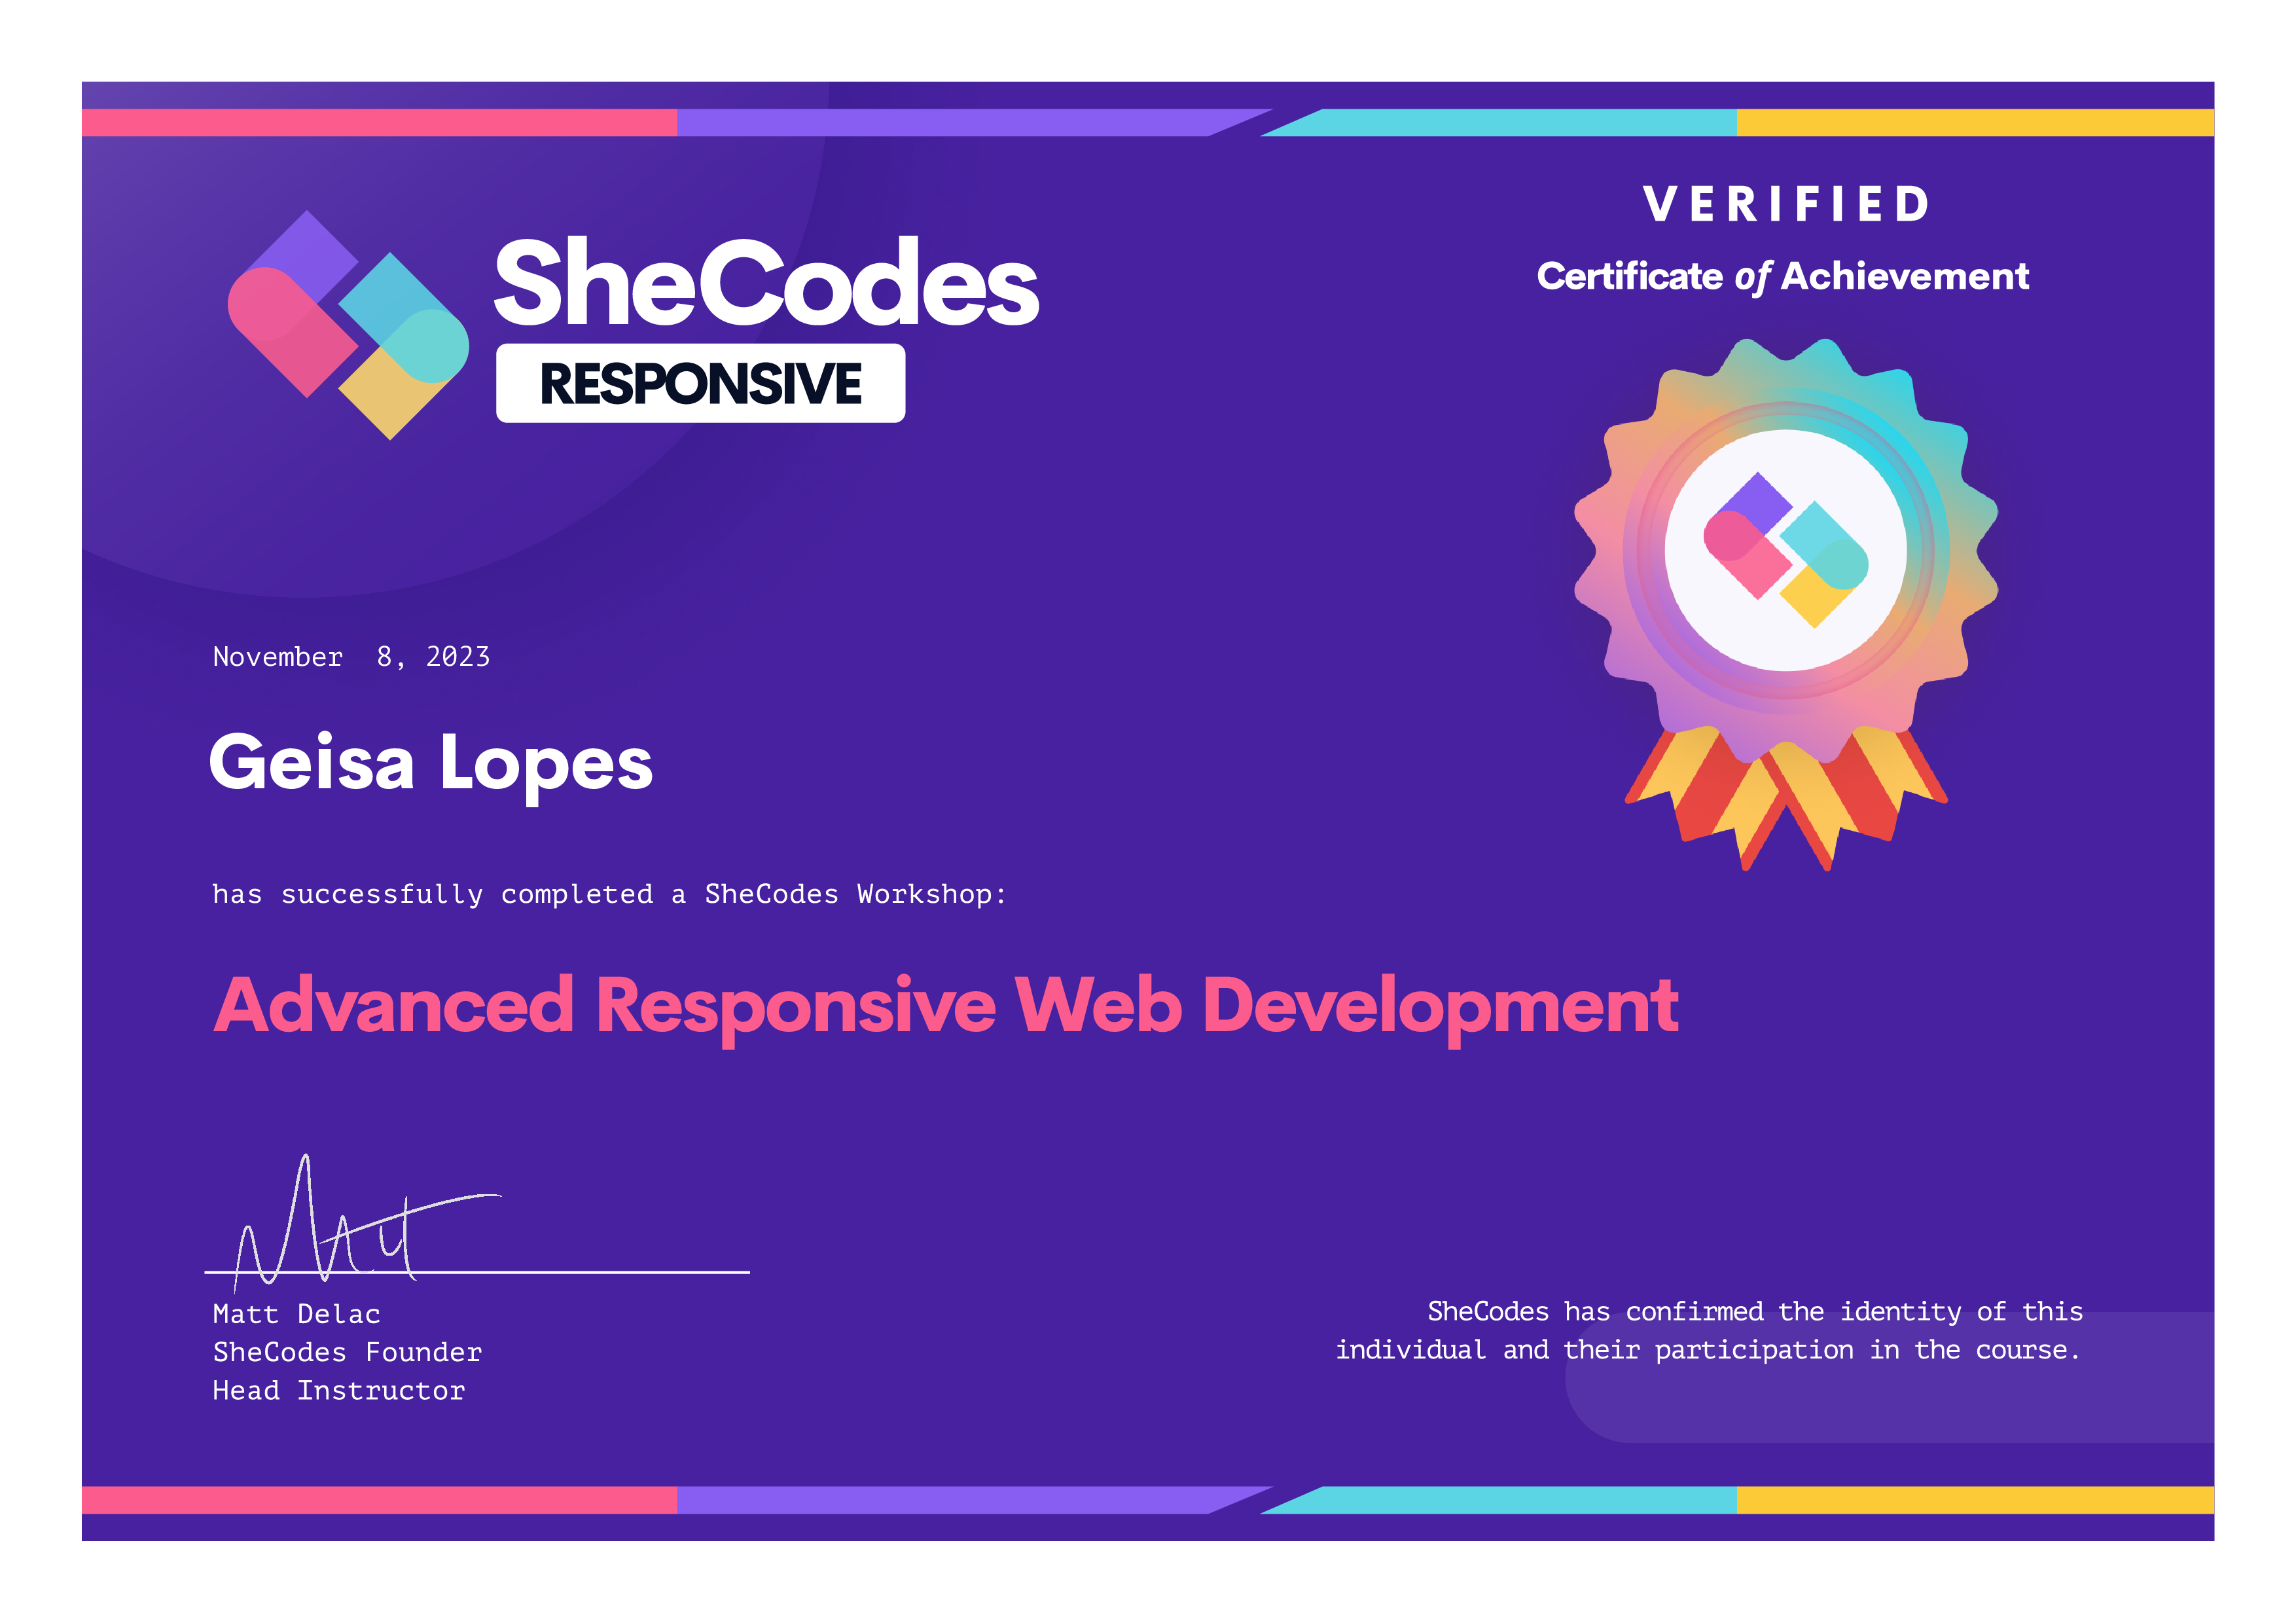 VERIFIED
Certificate of Achievement
SheCodes
RESPONSIVE
November  8, 2023
Geisa Lopes
has successfully completed a SheCodes Workshop:
Advanced Responsive Web Development
Matt
Matt Delac
SheCodes Founder
Head Instructor
SheCodes has confirmed the identity of this
individual and their participation in the course.